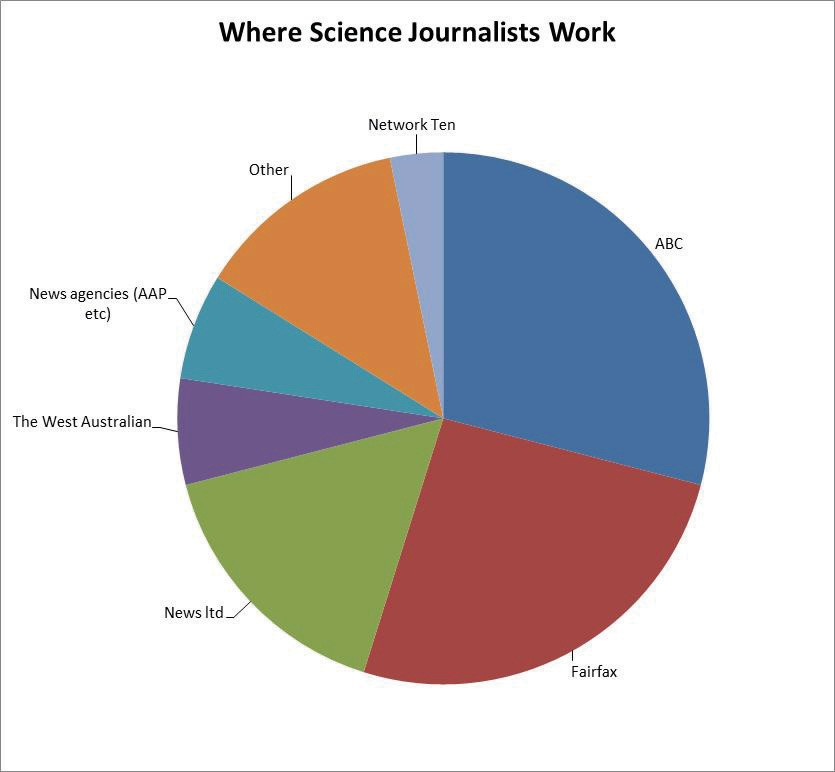 Where Science Journalists Work
Network Ten
Other
ABC
News agencies (AAP
etc)
The West Australian
News ltd
Fairfax